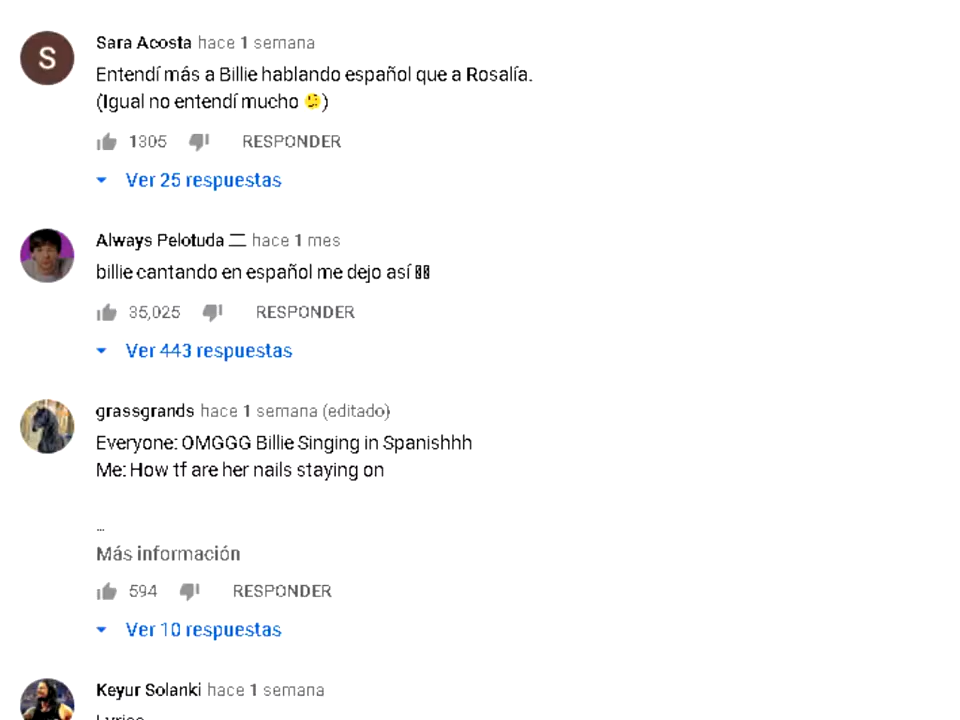 S
Sara Acosta hace 1 semana
Entendí más a Billie hablando español que a Rosalía.
(Igual no entendí mucho 🤔)
1305 RESPONDER
Ver 25 respuestas
Always Pelotuda 二 hace 1 mes
billie cantando en español me dejo así
35,025 RESPONDER
Ver 443 respuestas
grassgrands hace 1 semana (editado)
Everyone: OMGGG Billie Singing in Spanishhh
Me: How tf are her nails staying on
...
Más información
594 RESPONDER
Ver 10 respuestas
Keyur Solanki hace 1 semana
Lyrics